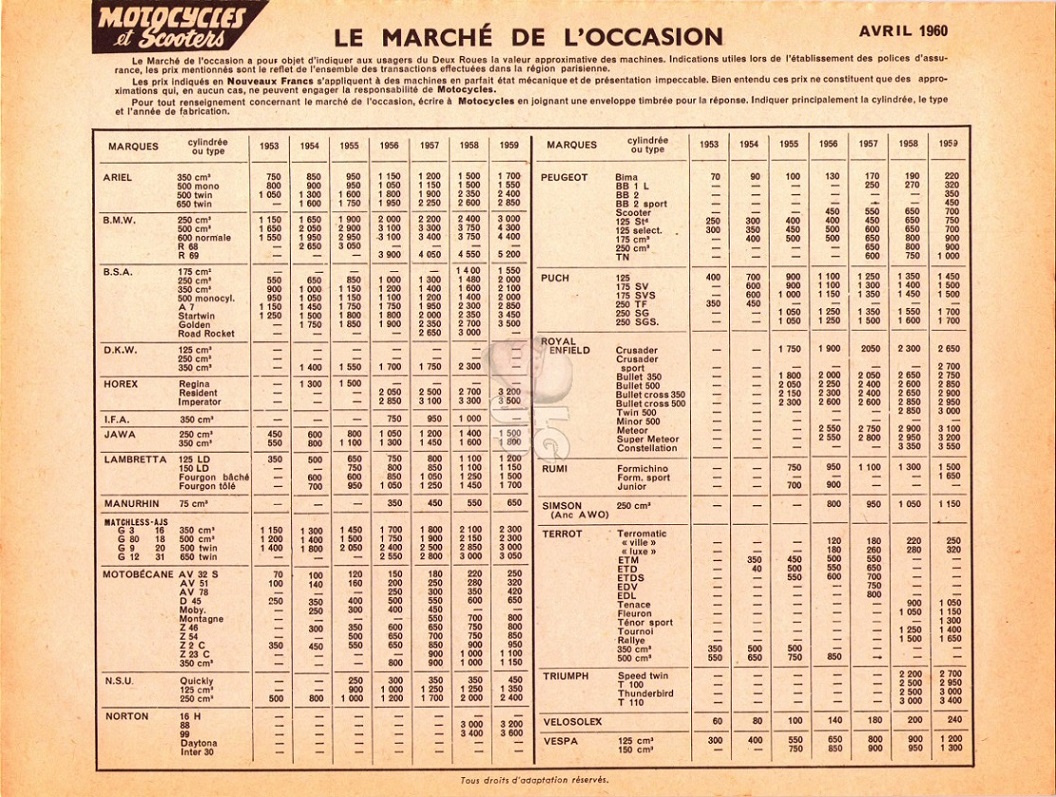 MOTOCYCLES
et Scooters
LE MARCHÉ DE L'OCCASION
AVRIL 1960
Le Marché de l'occasion a pour objet d'indiquer aux usagers du Deux Roues la valeur approximative des machines. Indications utiles lors de l'établissement des polices d'assu-
rance, les prix mentionnés sont le reflet de l'ensemble des transactions effectuées dans la région parisienne.
Les prix indiqués en Nouveaux Francs s'appliquent à des machines en parfait état mécanique et de présentation impeccable. Bien entendu ces prix ne constituent que des appro-
ximations qui, en aucun cas, ne peuvent engager la responsabilité de Motocycles.
Pour tout renseignement concernant le marché de l'occasion, écrire à Motocycles en joignant une enveloppe timbrée pour la réponse. Indiquer principalement la cylindrée, le type
et l'année de fabrication.
MARQUES cylindrée ou type 1953 1954 1955 1956 1957 1958 1959
ARIEL 350 cm³ 750 850 950 1 150 1 200 1 500 1 700
500 mono 800 900 950 1 050 1 150 1 500 1 550
500 twin 1 050 1 300 1 600 1 800 1 900 2 350 2 400
650 twin — 1 600 1 750 1 950 2 250 2 600 2 850
B.M.W. 250 cm³ 1 150 1 650 1 900 2 000 2 200 2 400 3 000
500 cm³ 1 650 2 050 2 900 3 100 3 300 3 750 4 300
600 normale 1 550 1 950 2 950 3 100 3 400 3 750 4 400
R 68 — 2 650 3 050 — — — —
R 69 — — — 3 900 4 050 4 550 5 200
B.S.A. 175 cm³ — — — — — 1 400 1 550
250 cm³ 550 650 850 1 000 1 300 1 480 2 000
350 cm³ 900 1 000 1 150 1 200 1 400 1 600 2 100
500 monocyl. 950 1 050 1 150 1 100 1 200 1 400 2 000
A 7 1 150 1 450 1 750 1 750 1 950 2 300 2 850
Startwin 1 250 1 500 1 800 1 800 2 000 2 350 3 450
Golden — 1 750 1 850 1 900 2 350 2 700 3 500
Road Rocket — — — — 2 650 3 000 —
D.K.W. 125 cm³ — — — — — — —
250 cm³ — — — — — — —
350 cm³ — 1 400 1 550 1 700 1 750 2 300 —
HOREX Regina — 1 300 1 500 — — — —
Resident — — — 2 050 2 500 2 700 3 200
Imperator — — — 2 850 3 100 3 300 3 500
I.F.A. 350 cm³ — — — 750 950 1 000
JAWA 250 cm³ 450 600 800 1 050 1 200 1 400 1 500
350 cm³ 550 800 1 100 1 300 1 450 1 600 1 800
LAMBRETTA 125 LD 350 500 650 750 800 1 100 1 200
150 LD — — 750 800 850 1 100 1 150
Fourgon bâché — 600 600 850 1 050 1 250 1 500
Fourgon tôlé — 700 950 1 050 1 250 1 450 1 700
MANURHIN 75 cm³ — — — 350 450 550 650
MATCHLESS-AJS
G 3 16 350 cm³ 1 150 1 300 1 450 1 700 1 800 2 100 2 300
G 80 18 500 cm³ 1 200 1 400 1 500 1 750 1 900 2 150 2 300
G 9 20 500 twin 1 400 1 800 2 050 2 400 2 500 2 850 3 000
G 12 31 650 twin — — — 2 550 2 800 3 000 3 050
MOTOBÉCANE AV 32 S 70 100 120 150 180 220 250
AV 51 100 140 160 200 250 280 320
AV 78 — — — 250 300 350 420
D 45 250 350 400 500 550 600 650
Moby. — 250 300 400 450 — —
Montagne — — — — 550 700 800
Z 46 — 300 350 600 650 750 800
Z 54 — — 500 650 700 750 850
Z 2 C 350 450 550 650 850 900 950
Z 23 C — — — — 900 1 000 1 100
350 cm³ — — — 800 900 1 000 1 150
N.S.U. Quickly — — 250 300 350 350 450
125 cm³ — — 900 1 000 1 250 1 250 1 350
250 cm³ 500 800 1 000 1 200 1 700 2 000 2 400
NORTON 16 H — — — — — — —
88 — — — — — 3 000 3 200
99 — — — — — 3 400 3 600
Daytona — — — — — — —
Inter 30 — — — — — — —
MARQUES cylindrée ou type 1953 1954 1955 1956 1957 1958 1959
PEUGEOT Bima 70 90 100 130 170 190 220
BB 1 L 250 270 320
BB 2 350
BB 2 sport — 450
Scooter 450 550 650 700
125 Stᵈ 250 300 400 400 450 650 750
125 select. 300 350 450 500 600 650 700
175 cm³ — 400 500 500 650 800 900
250 cm³ 650 800 900
TN 600 750 1 000
PUCH 125 400 700 900 1 100 1 250 1 350 1 450
175 SV — 600 900 1 100 1 300 1 400 1 500
175 SVS — 600 1 000 1 150 1 350 1 450 1 500
250 TF 350 450 — — — — —
250 SG — — 1 050 1 250 1 350 1 550 1 700
250 SGS. — — 1 050 1 250 1 500 1 600 1 700
ROYAL
ENFIELD Crusader — — 1 750 1 900 2050 2 300 2 650
Crusader
sport — — — — — — 2 700
Bullet 350 — — 1 800 2 000 2 050 2 650 2 750
Bullet 500 — — 2 050 2 250 2 400 2 600 2 850
Bullet cross 350 — — 2 150 2 300 2 400 2 650 2 900
Bullet cross 500 — — 2 300 2 600 2 600 2 850 2 950
Twin 500 — — — — — 2 850 3 000
Minor 500 — — — — — — —
Meteor — — — 2 550 2 750 2 900 3 100
Super Meteor — — — 2 550 2 800 2 950 3 200
Constellation — — — — — 3 350 3 550
RUMI Formichino — — 750 950 1 100 1 300 1 500
Form. sport — — — — — — 1 650
Junior — — 700 900 — — —
SIMSON 250 cm³ — — — 800 950 1 050 1 150
(Anc AWO)
TERROT Terromatic
« ville » — — — 120 180 220 250
« luxe » — — — 180 260 280 320
ETM — 350 450 500 550 — —
ETD — 40 500 550 650 — —
ETDS — — 550 600 700 — —
EDV — — — — 750 — —
EDL — — — — 800 — —
Tenace — — — — — 900 1 050
Fleuron — — — — — 1 050 1 150
Ténor sport — — — — — — 1 300
Tournoi — — — — — 1 250 1 400
Rallye — — — — — 1 500 1 650
350 cm³ 350 500 500 — — — —
500 cm³ 550 650 750 850 — — —
TRIUMPH Speed twin — — — — — 2 200 2 700
T 100 — — — — — 2 500 2 950
Thunderbird — — — — — 2 500 3 000
T 110 — — — — — 3 000 3 400
VELOSOLEX 60 80 100 140 180 200 240
VESPA 125 cm³ 300 400 550 650 800 900 1 200
150 cm³ — — 750 850 900 950 1 300
Tous droits d'adaptation réservés.